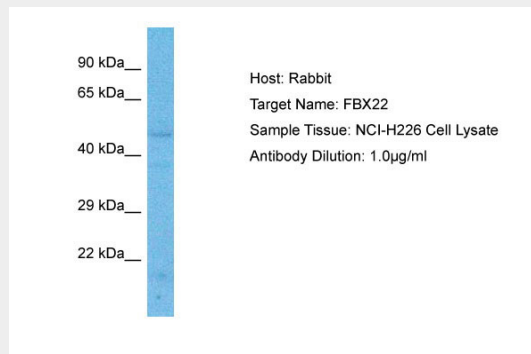 90 kDa__
65 kDa__
40 kDa__
29 kDa__
22 kDa__
Host: Rabbit
Target Name: FBX22
Sample Tissue: NCI-H226 Cell Lysate
Antibody Dilution: 1.0μg/ml